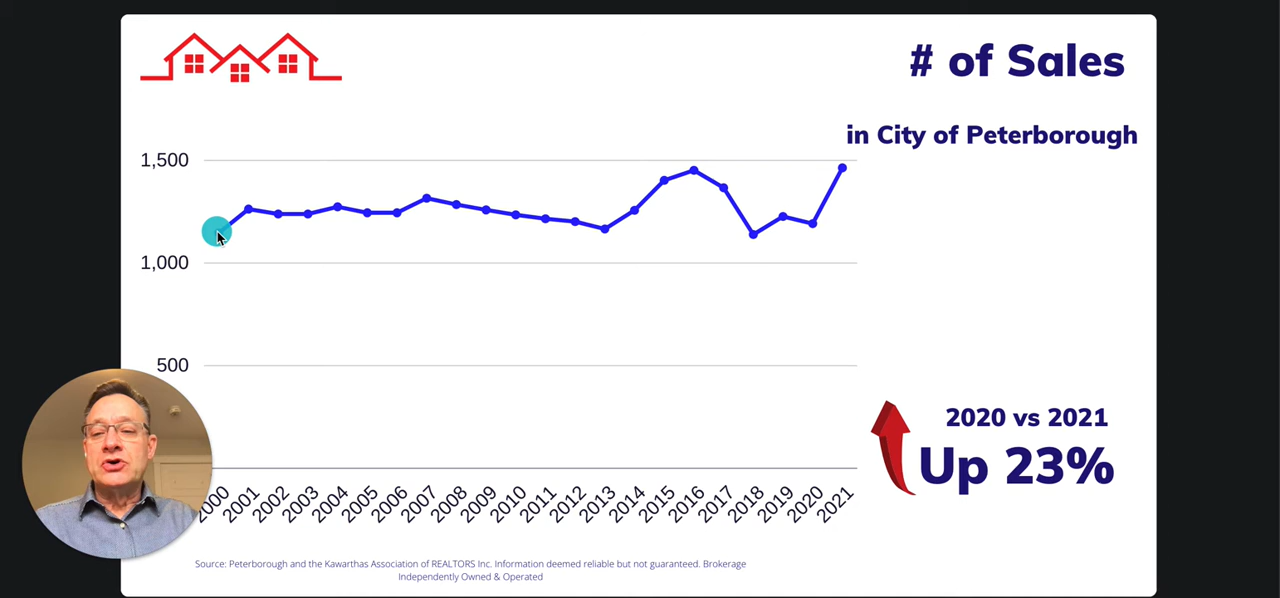 # of Sales
in City of Peterborough
1,500
1,000
500
2000 2001 2002 2003 2004 2005 2006 2007 2008 2009 2010 2011 2012 2013 2014 2015 2016 2017 2018 2019 2020 2021
2020 vs 2021
Up 23%
Source: Peterborough and the Kawarthas Association of REALTORS Inc. Information deemed reliable but not guaranteed. Brokerage
Independently Owned & Operated